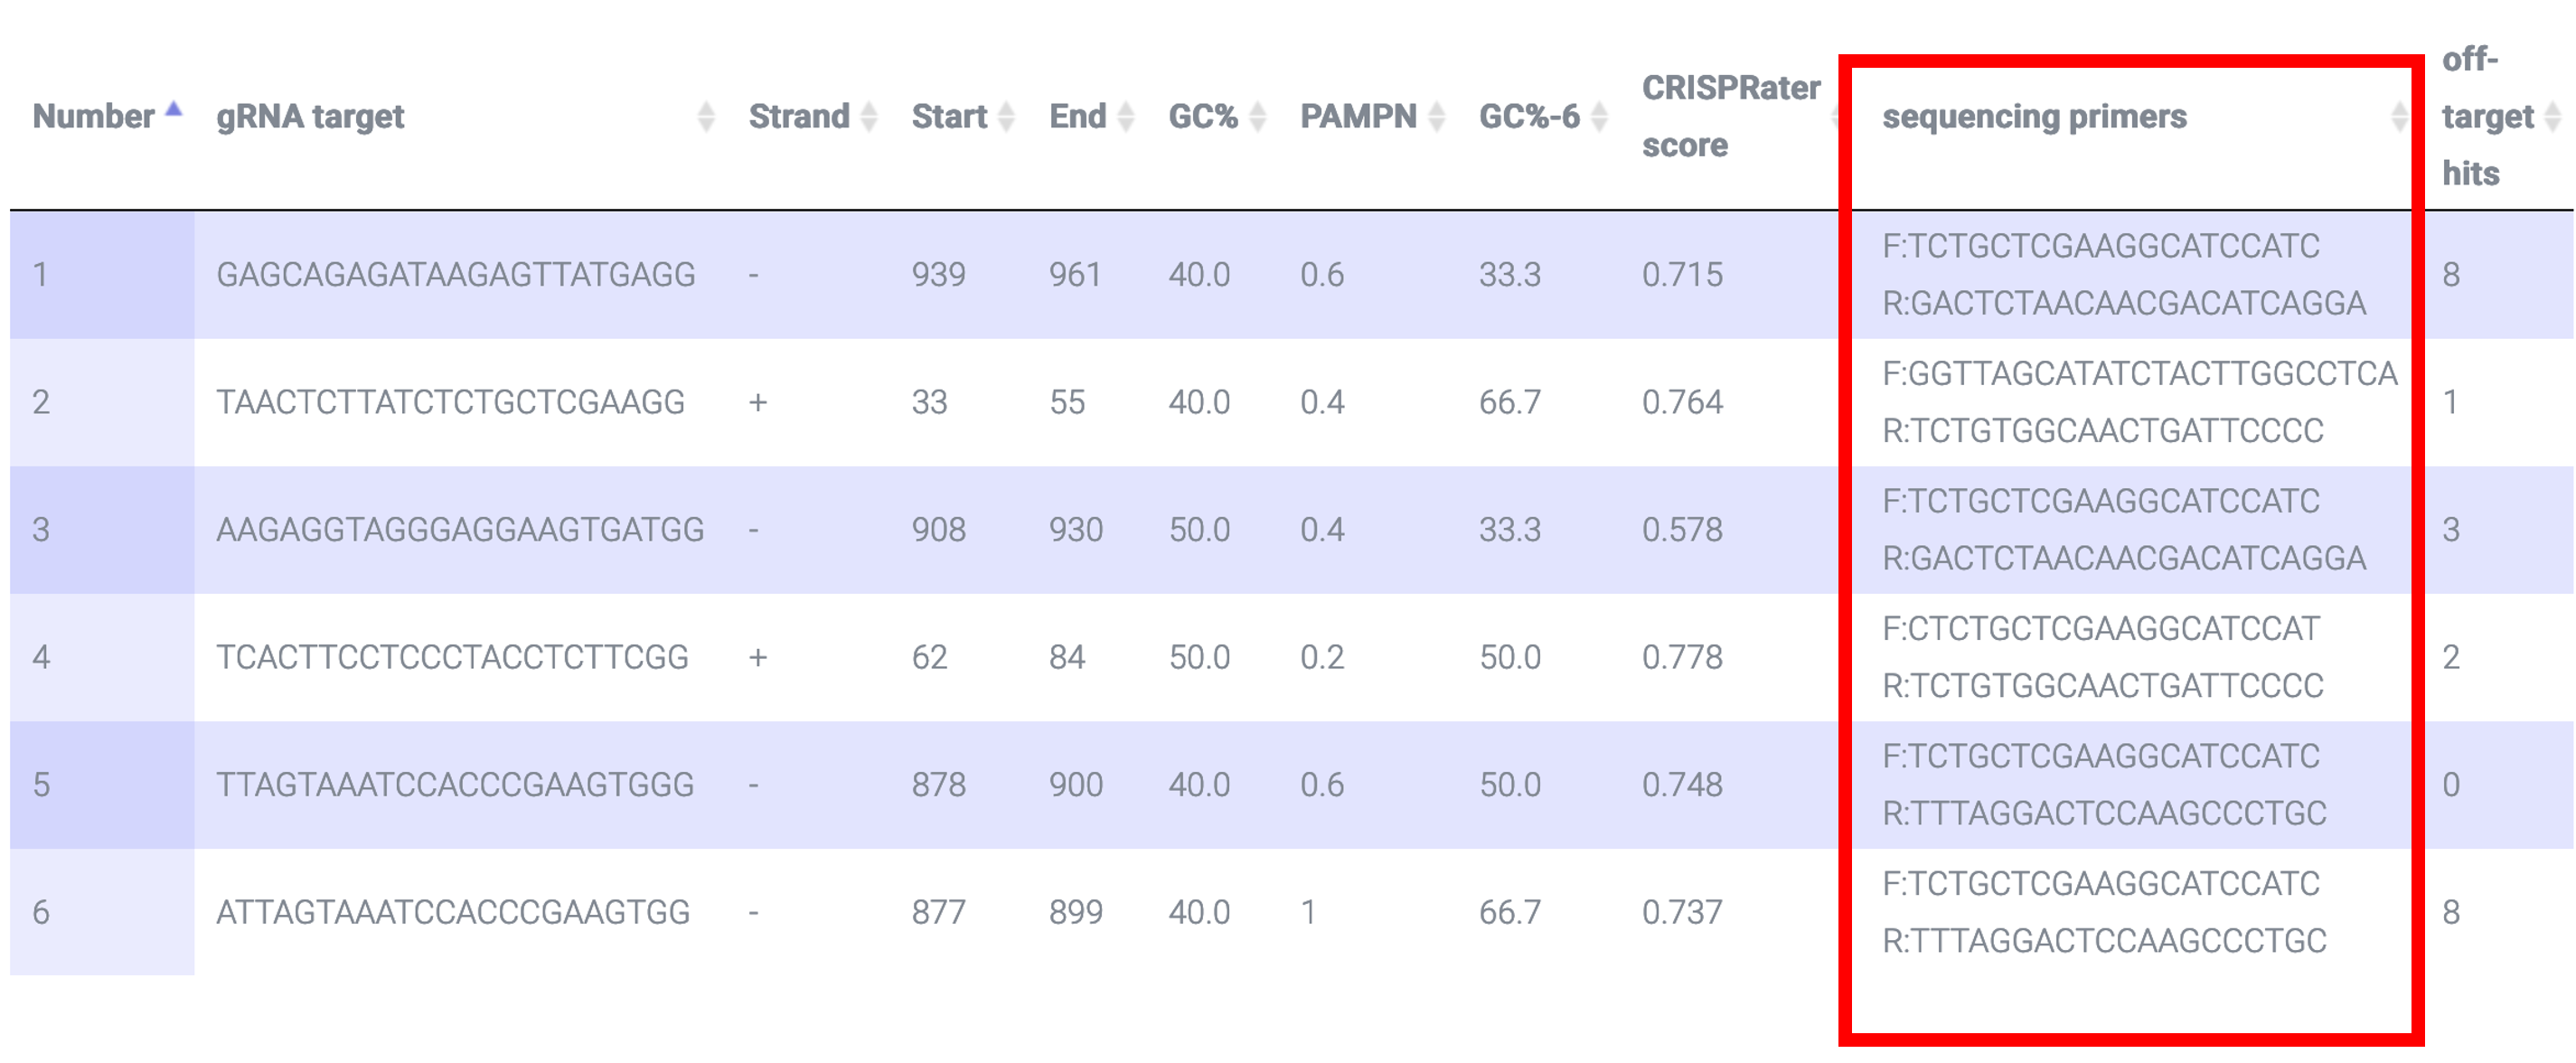 Number gRNA target Strand Start End GC% PAMPN GC%-6 CRISPRater score sequencing primers off-target hits
1 GAGCAGAGATAAGAGTTATGAGG - 939 961 40.0 0.6 33.3 0.715 F:TCTGCTCGAAGGCATCCATC 8
R:GACTCTAACAACGACATCAGGA
2 TAACTCTTATCTCTGCTCGAAGG + 33 55 40.0 0.4 66.7 0.764 F:GGTTAGCATATCTACTTGGCCTCA 1
R:TCTGTGGCAACTGATTCCCC
3 AAGAGGTAGGGAGGAAGTGATGG - 908 930 50.0 0.4 33.3 0.578 F:TCTGCTCGAAGGCATCCATC 3
R:GACTCTAACAACGACATCAGGA
4 TCACTTCCTCCCTACCTCTTCGG + 62 84 50.0 0.2 50.0 0.778 F:CTCTGCTCGAAGGCATCCAT 2
R:TCTGTGGCAACTGATTCCCC
5 TTAGTAAATCCACCCGAAGTGGG - 878 900 40.0 0.6 50.0 0.748 F:TCTGCTCGAAGGCATCCATC 0
R:TTTAGGACTCCAAGCCCTGC
6 ATTAGTAAATCCACCCGAAGTGG - 877 899 40.0 1 66.7 0.737 F:TCTGCTCGAAGGCATCCATC 8
R:TTTAGGACTCCAAGCCCTGC